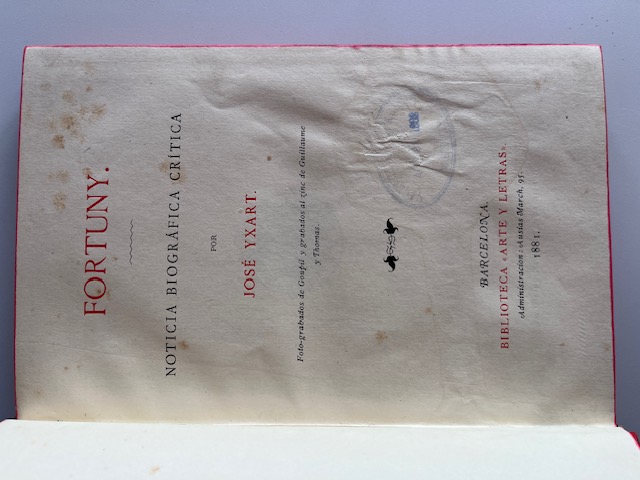 FORTUNY.
NOTICIA BIOGRÁFICA CRÍTICA
POR
JOSÉ YXART.
Foto-grabados de Goupil y grabados al zinc de Guillaume
y Thomas.
BARCELONA.
BIBLIOTECA «ARTE Y LETRAS».
Administracion: Ausias March, 95.
1881.